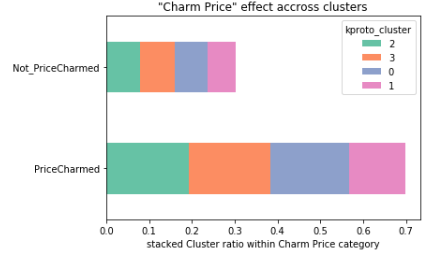 "Charm Price" effect accross clusters
kproto_cluster
2
3
0
1
Not_PriceCharmed
PriceCharmed
0.0 0.1 0.2 0.3 0.4 0.5 0.6 0.7
stacked Cluster ratio within Charm Price category